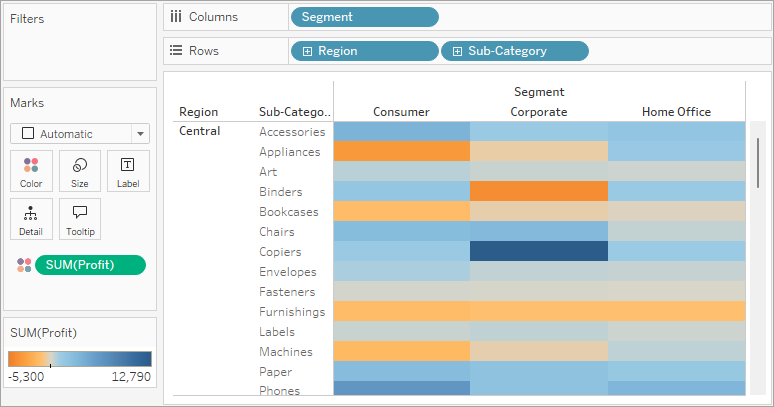 Filters
Columns
Segment
Rows
Region
Sub-Category
Marks
Automatic
Color
Size
Label
Detail
Tooltip
SUM(Profit)
SUM(Profit)
-5,300
12,790
Segment
Region
Sub-Catego..
Consumer
Corporate
Home Office
Central
Accessories
Appliances
Art
Binders
Bookcases
Chairs
Copiers
Envelopes
Fasteners
Furnishings
Labels
Machines
Paper
Phones